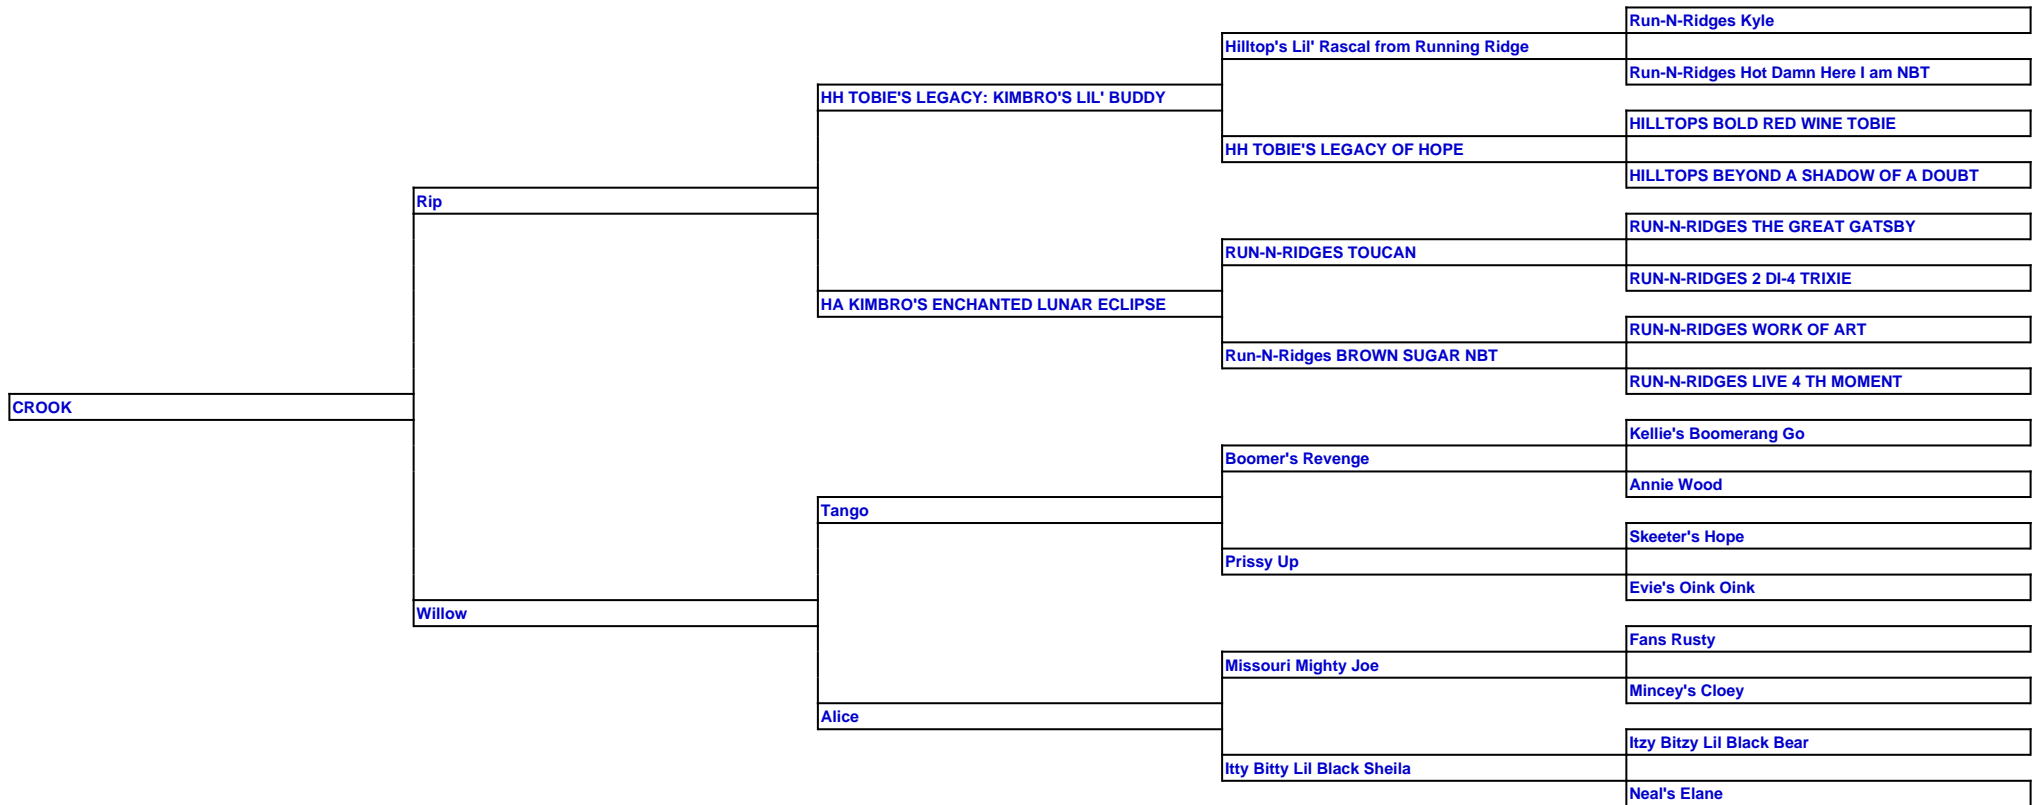 Run-N-Ridges Kyle
Hilltop's Lil' Rascal from Running Ridge
Run-N-Ridges Hot Damn Here I am NBT
HH TOBIE'S LEGACY: KIMBRO'S LIL' BUDDY
HILLTOPS BOLD RED WINE TOBIE
HH TOBIE'S LEGACY OF HOPE
HILLTOPS BEYOND A SHADOW OF A DOUBT
Rip
RUN-N-RIDGES THE GREAT GATSBY
RUN-N-RIDGES TOUCAN
RUN-N-RIDGES 2 DI-4 TRIXIE
HA KIMBRO'S ENCHANTED LUNAR ECLIPSE
RUN-N-RIDGES WORK OF ART
Run-N-Ridges BROWN SUGAR NBT
RUN-N-RIDGES LIVE 4 TH MOMENT
CROOK
Kellie's Boomerang Go
Boomer's Revenge
Annie Wood
Tango
Skeeter's Hope
Prissy Up
Evie's Oink Oink
Willow
Fans Rusty
Missouri Mighty Joe
Mincey's Cloey
Alice
Itzy Bitzy Lil Black Bear
Itty Bitty Lil Black Sheila
Neal's Elane